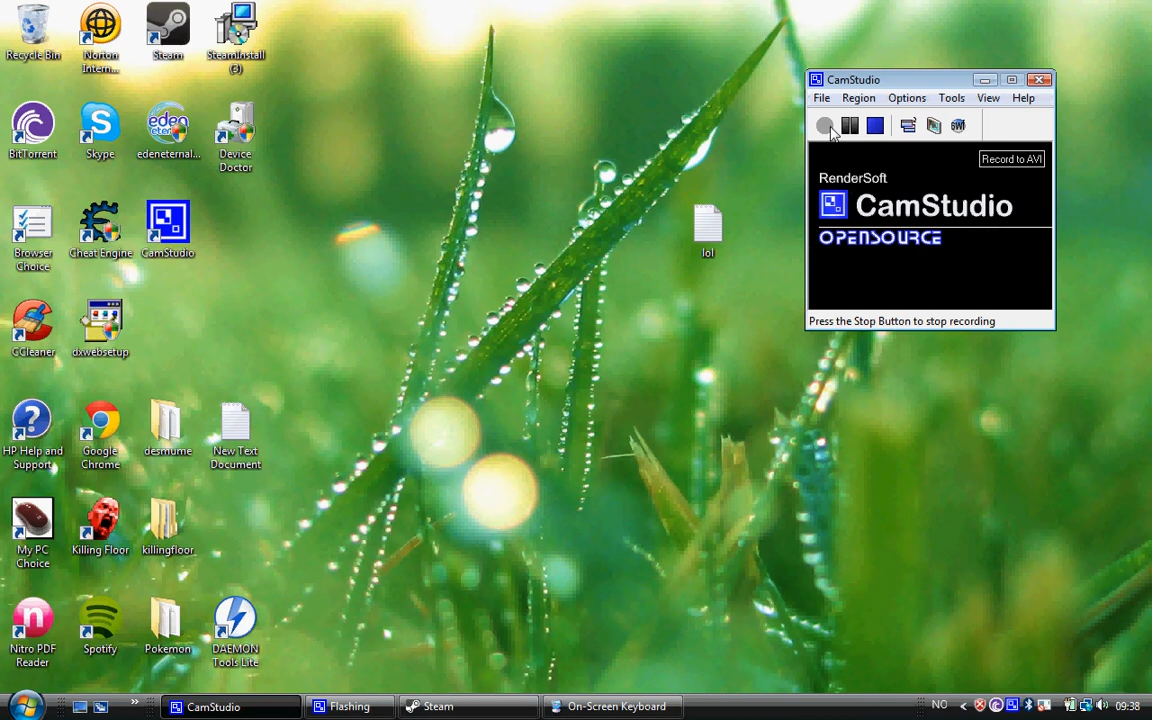 Recycle Bin
Norton
Intern...
Steam
SteamInstall
(3)
BitTorrent
Skype
edeneternal...
Device
Doctor
Browser
Choice
Cheat Engine
CamStudio
CCleaner
dxwebsetup
HP Help and
Support
Google
Chrome
desmume
New Text
Document
My PC
Choice
Killing Floor
killingfloor
Nitro PDF
Reader
Spotify
Pokemon
DAEMON
Tools Lite
lol
CamStudio
File Region Options Tools View Help
SWF
Record to AVI
RenderSoft
CamStudio
OPENSOURCE
Press the Stop Button to stop recording
CamStudio
Flashing
Steam
On-Screen Keyboard
NO
09:38